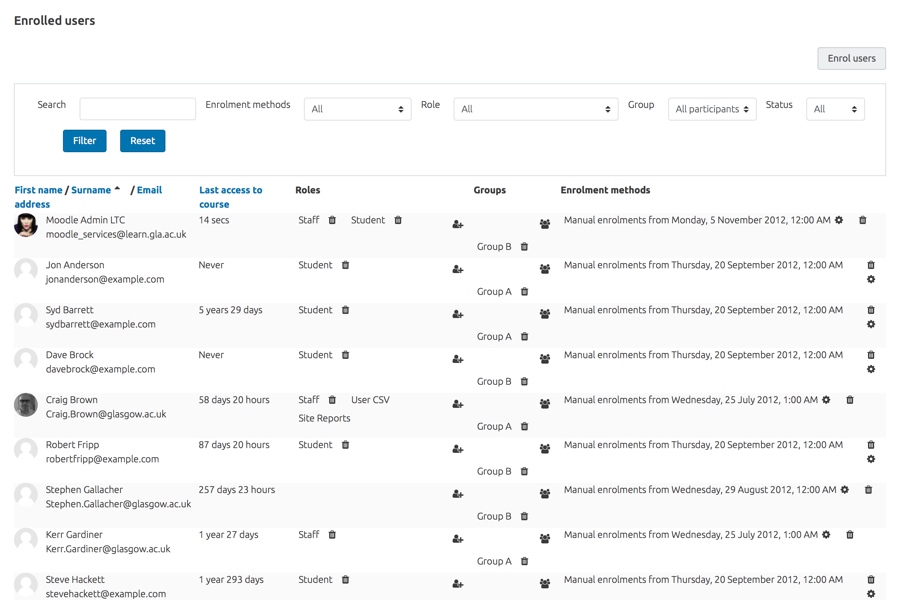 Enrolled users
Enrol users
Search Enrolment methods All Role All Group All participants Status All
Filter Reset
First name / Surname / Email address Last access to course Roles Groups Enrolment methods
Moodle Admin LTC 14 secs Staff Student Manual enrolments from Monday, 5 November 2012, 12:00 AM
moodle_services@learn.gla.ac.uk
Group B
Jon Anderson Never Student Manual enrolments from Thursday, 20 September 2012, 12:00 AM
jonanderson@example.com
Group A
Syd Barrett 5 years 29 days Student Manual enrolments from Thursday, 20 September 2012, 12:00 AM
sydbarrett@example.com
Group A
Dave Brock Never Student Manual enrolments from Thursday, 20 September 2012, 12:00 AM
davebrock@example.com
Group B
Craig Brown 58 days 20 hours Staff User CSV Manual enrolments from Wednesday, 25 July 2012, 1:00 AM
Craig.Brown@glasgow.ac.uk Site Reports
Group A
Robert Fripp 87 days 20 hours Student Manual enrolments from Thursday, 20 September 2012, 12:00 AM
robertfripp@example.com
Group B
Stephen Gallacher 257 days 23 hours Manual enrolments from Wednesday, 29 August 2012, 12:00 AM
Stephen.Gallacher@glasgow.ac.uk
Group B
Kerr Gardiner 1 year 27 days Staff Manual enrolments from Wednesday, 25 July 2012, 1:00 AM
Kerr.Gardiner@glasgow.ac.uk
Group A
Steve Hackett 1 year 293 days Student Manual enrolments from Thursday, 20 September 2012, 12:00 AM
stevehackett@example.com